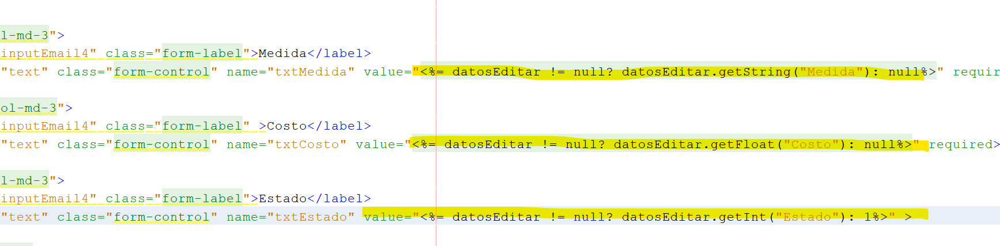 l-md-3">
inputEmail4" class="form-label">Medida</label>
"text" class="form-control" name="txtMedida" value="<%= datosEditar != null? datosEditar.getString("Medida"): null%>" requir
ol-md-3">
inputEmail4" class="form-label" >Costo</label>
"text" class="form-control" name="txtCosto" value="<%= datosEditar != null? datosEditar.getFloat("Costo"): null%>" required>
l-md-3">
inputEmail4" class="form-label">Estado</label>
"text" class="form-control" name="txtEstado" value="<%= datosEditar != null? datosEditar.getInt("Estado"): 1%>" >